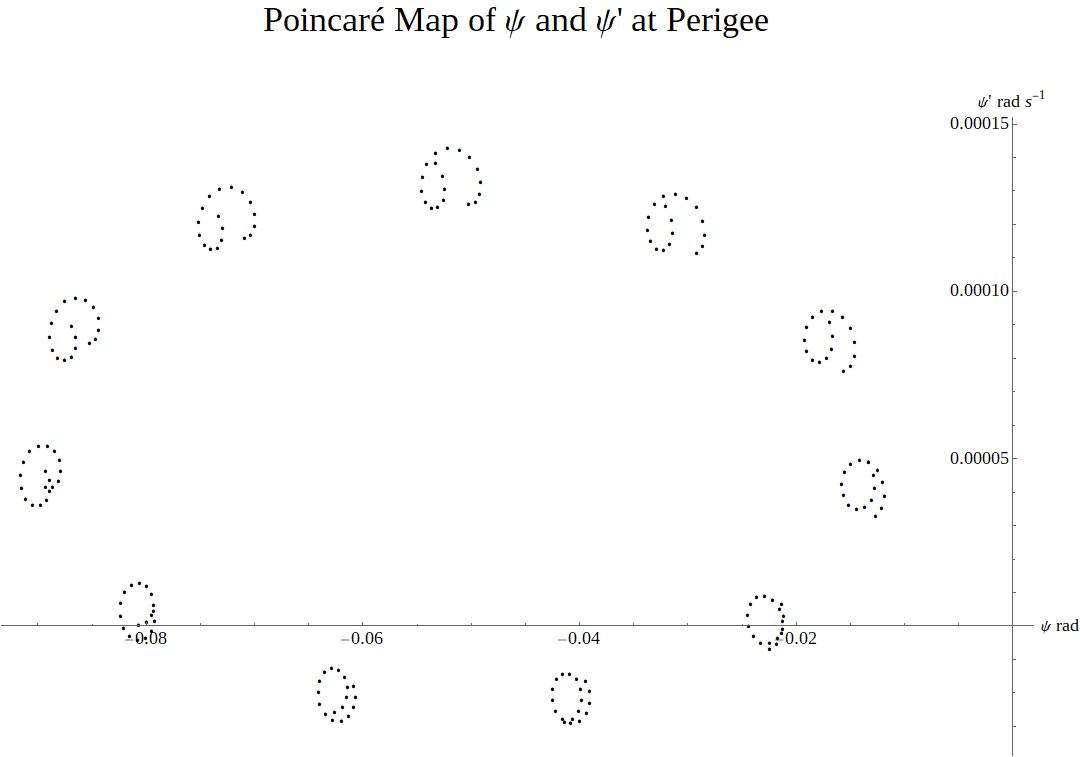 Poincaré Map of ψ and ψ' at Perigee
ψ' rad s⁻¹
0.00015
0.00010
0.00005
−0.08
−0.06
−0.04
−0.02
ψ rad